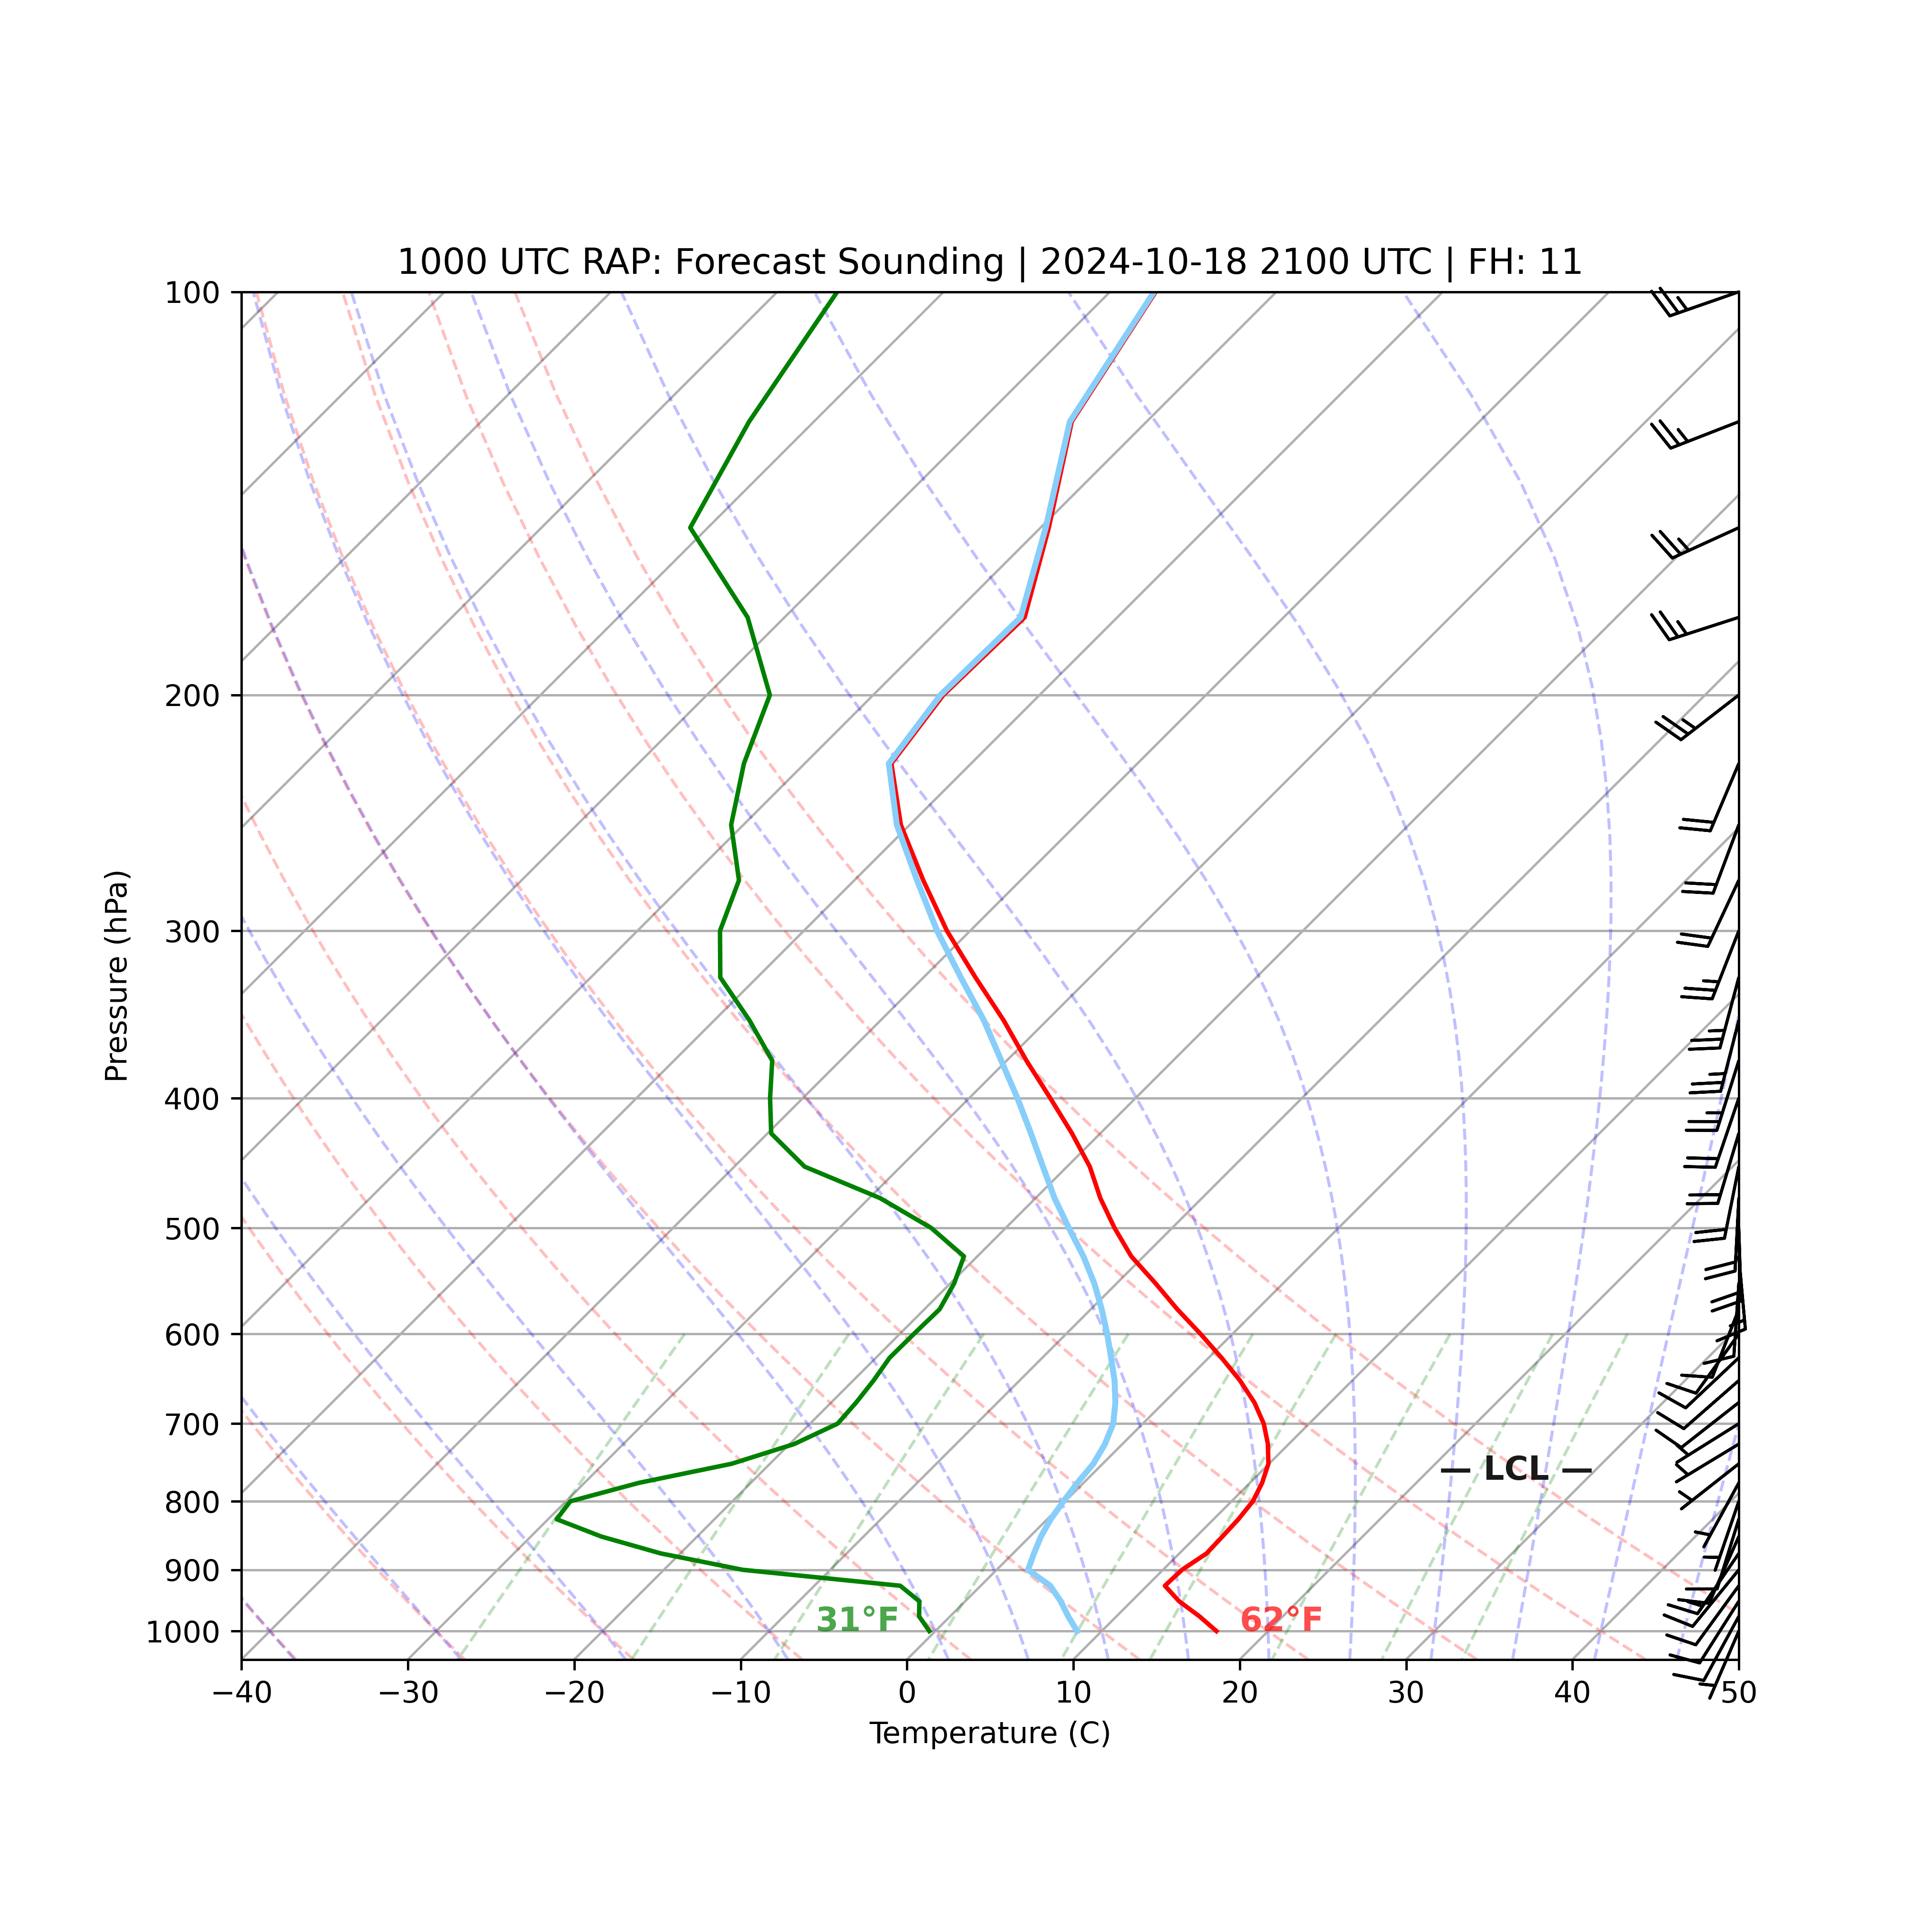 1000 UTC RAP: Forecast Sounding | 2024-10-18 2100 UTC | FH: 11
100
200
300
400
500
600
700
800
900
1000
Pressure (hPa)
— LCL —
31°F
62°F
−40 −30 −20 −10 0 10 20 30 40 50
Temperature (C)